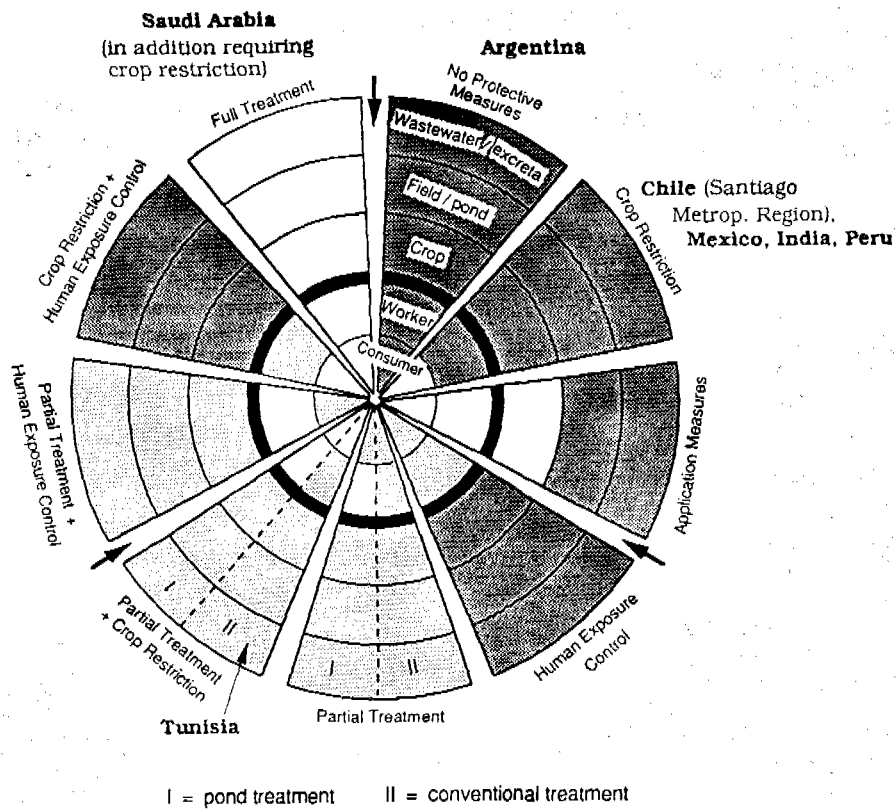 Saudi Arabia
(in addition requiring
crop restriction)
Argentina
No Protective
Measures
Full Treatment
Wastewater/excreta
Field / pond
Crop
Worker
Consumer
Crop Restriction
Chile (Santiago
Metrop. Region),
Mexico, India, Peru
Application Measures
Human Exposure
Control
Partial Treatment
I
II
Partial Treatment
+ Crop Restriction
I
II
Tunisia
Partial Treatment +
Human Exposure Control
Crop Restriction +
Human Exposure Control
I = pond treatment II = conventional treatment